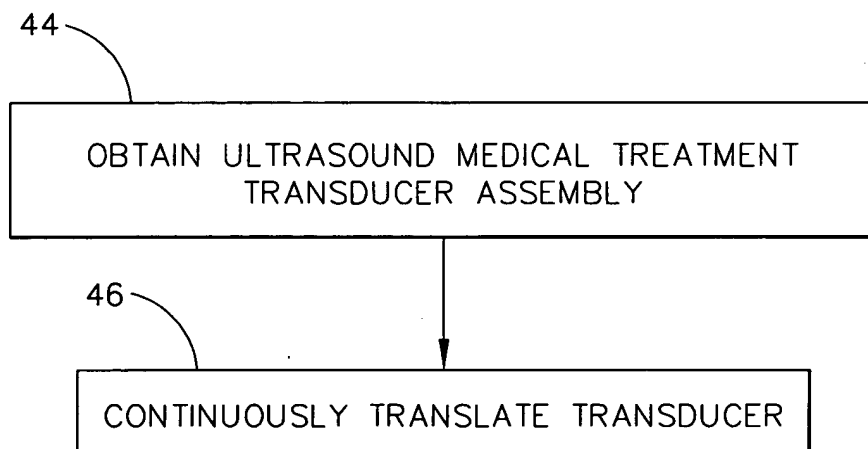 44
OBTAIN ULTRASOUND MEDICAL TREATMENT
TRANSDUCER ASSEMBLY
46
CONTINUOUSLY TRANSLATE TRANSDUCER